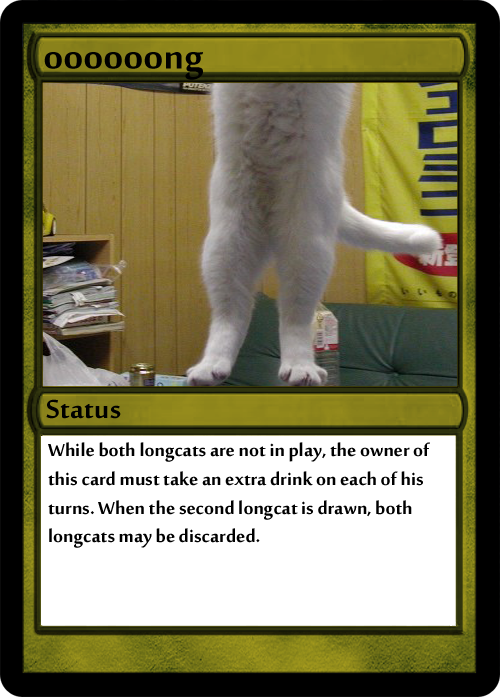 oooooong
Status
While both longcats are not in play, the owner of
this card must take an extra drink on each of his
turns. When the second longcat is drawn, both
longcats may be discarded.